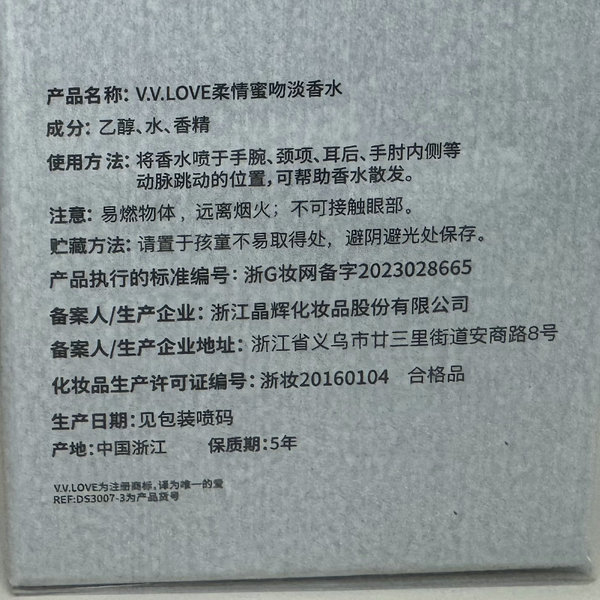 产品名称: V.V.LOVE柔情蜜吻淡香水
成分: 乙醇、水、香精
使用方法: 将香水喷于手腕、颈项、耳后、手肘内侧等
动脉跳动的位置,可帮助香水散发。
注意: 易燃物体,远离烟火;不可接触眼部。
贮藏方法: 请置于孩童不易取得处,避阴避光处保存。
产品执行的标准编号: 浙G妆网备字2023028665
备案人/生产企业: 浙江晶辉化妆品股份有限公司
备案人/生产企业地址: 浙江省义乌市廿三里街道安商路8号
化妆品生产许可证编号: 浙妆20160104 合格品
生产日期: 见包装喷码
产地: 中国浙江 保质期: 5年
V.V.LOVE为注册商标,译为唯一的爱
REF:DS3007-3为产品货号